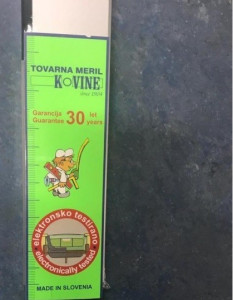 TOVARNA MERIL
KOVINE
Garancija 30 let
Guarantee years
elektronsko testirano
electronically tested
MADE IN SLOVENIA